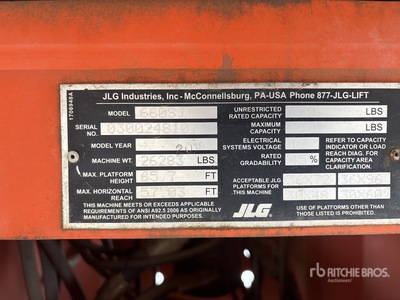 JLG Industries, Inc - McConnellsburg, PA-USA Phone 877-JLG-LIFT
MODEL
UNRESTRICTED RATED CAPACITY LBS
SERIAL NO.
MAXIMUM CAPACITY LBS
MODEL YEAR
ELECTRICAL SYSTEMS VOLTAGE
REFER TO CAPACITY INDICATOR OR LOAD REACH DIAG. FOR CAPACITY AREA CLARIFICATION.
MACHINE WT. 26283 LBS.
RATED GRADABILITY %
MAX. PLATFORM HEIGHT FT
ACCEPTABLE JLG PLATFORMS FOR THIS MACHINE
MAX. HORIZONTAL REACH 57.03 FT
THIS MACHINE MEETS OR EXCEEDS APPLICABLE
REQUIREMENTS OF ANSI A92.5 2006 AS ORIGINALLY
MANUFACTURED FOR INTENDED PURPOSES.
JLG
USE OF PLATFORMS OTHER THAN
THOSE LISTED IS PROHIBITED.
1706948A
rb RITCHIE BROS.
Auctioneers